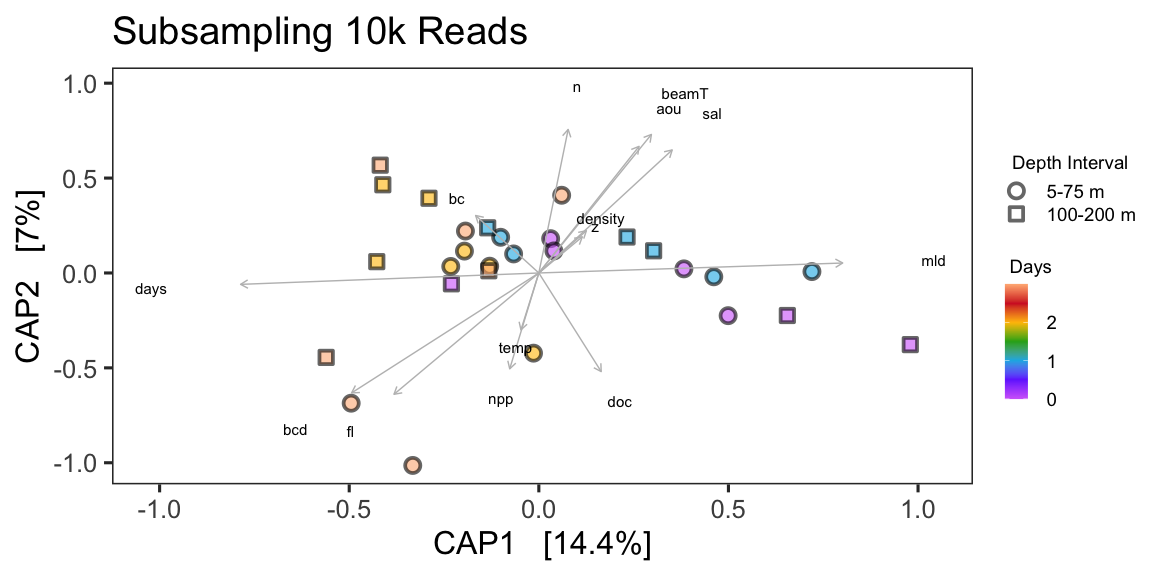 Subsampling 10k Reads
CAP2 [7%]
1.0
0.5
0.0
-0.5
-1.0
n
beamT
aou
sal
bc
density
z
mld
days
temp
npp
doc
bcd
fl
-1.0
-0.5
0.0
0.5
1.0
CAP1 [14.4%]
Depth Interval
5-75 m
100-200 m
Days
2
1
0